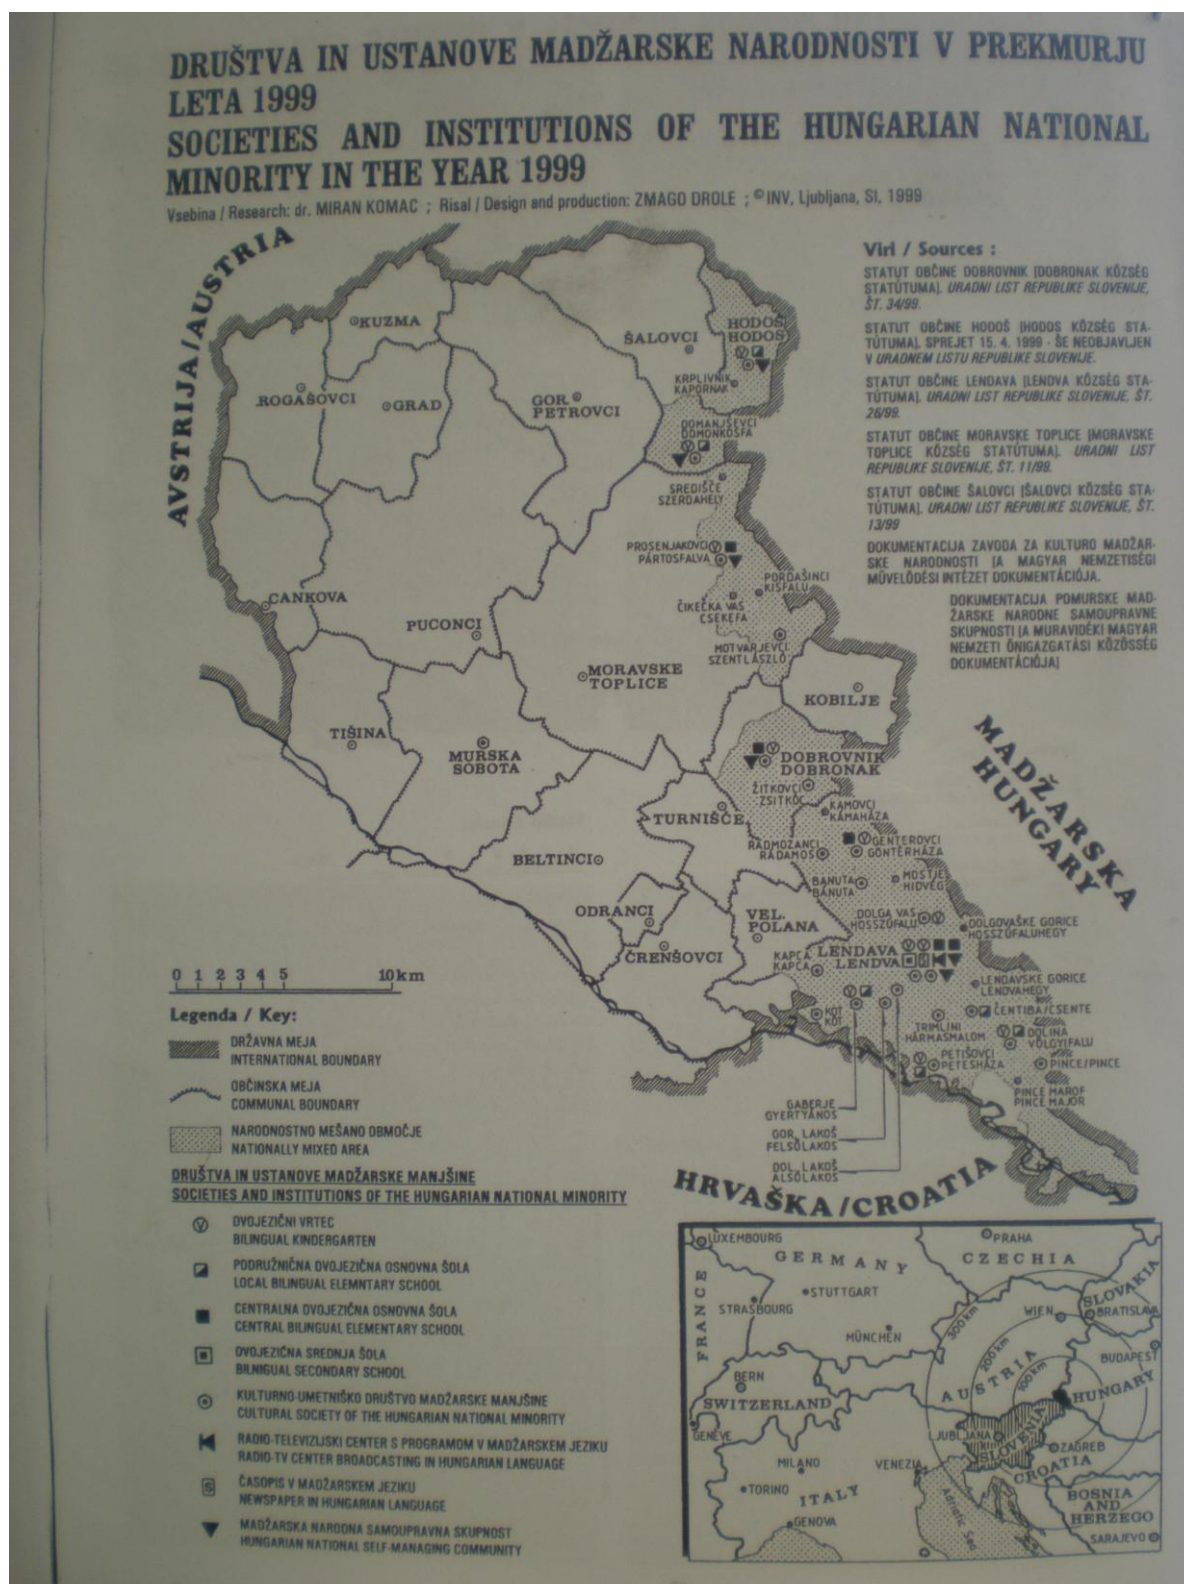 DRUŠTVA IN USTANOVE MADŽARSKE NARODNOSTI V PREKMURJU
LETA 1999
SOCIETIES AND INSTITUTIONS OF THE HUNGARIAN NATIONAL
MINORITY IN THE YEAR 1999
Vsebina / Research: dr. MIRAN KOMAC ; Risal / Design and production: ZMAGO DROLE ; © INV, Ljubljana, SI, 1999
AVSTRIJA/AUSTRIA
Viri / Sources :
STATUT OBČINE DOBROVNIK [DOBRONAK KÖZSÉG
STATÚTUMA]. URADNI LIST REPUBLIKE SLOVENIJE,
ŠT. 34/99.
STATUT OBČINE HODOŠ [HODOS KÖZSÉG STA-
TÚTUMA]. SPREJET 15. 4. 1999 - ŠE NEOBJAVLJEN
V URADNEM LISTU REPUBLIKE SLOVENIJE.
STATUT OBČINE LENDAVA [LENDVA KÖZSÉG STA-
TÚTUMA]. URADNI LIST REPUBLIKE SLOVENIJE, ŠT.
26/99.
STATUT OBČINE MORAVSKE TOPLICE [MORAVSKE
TOPLICE KÖZSÉG STATÚTUMA]. URADNI LIST
REPUBLIKE SLOVENIJE, ŠT. 11/99.
STATUT OBČINE ŠALOVCI [ŠALOVCI KÖZSÉG STA-
TÚTUMA]. URADNI LIST REPUBLIKE SLOVENIJE, ŠT.
13/99
DOKUMENTACIJA ZAVODA ZA KULTURO MADŽAR-
SKE NARODNOSTI [A MAGYAR NEMZETISÉGI
MŰVELŐDÉSI INTÉZET DOKUMENTÁCIÓJA.
DOKUMENTACIJA POMURSKE MAD-
ŽARSKE NARODNE SAMOUPRAVNE
SKUPNOSTI [A MURAVIDÉKI MAGYAR
NEMZETI ÖNIGAZGATÁSI KÖZÖSSÉG
DOKUMENTÁCIÓJA]
KUZMA
ŠALOVCI
HODOŠ
HODOS
KRPLIVNIK
KAPORNAK
ROGAŠOVCI
GRAD
GOR.
PETROVCI
DOMANJŠEVCI
DOMONKOSFA
SREDIŠČE
SZERDAHELY
PROSENJAKOVCI
PÁRTOSFALVA
PORDAŠINCI
KISFALU
ČIKEČKA VAS
CSEKEFA
CANKOVA
PUCONCI
MOTVARJEVCI
SZENTLÁSZLÓ
MORAVSKE
TOPLICE
KOBILJE
TIŠINA
MURSKA
SOBOTA
DOBROVNIK
DOBRONAK
ŽITKOVCI
ZSITKÓC
MADŽARSKA
HUNGARY
TURNIŠČE
KAMOVCI
KÁMAHÁZA
GENTEROVCI
GÖNTÉRHÁZA
RADMOŽANCI
RADAMOS
BELTINCI
BANUTA
BÁNUTA
MOSTJE
HIDVÉG
ODRANCI
VEL.
POLANA
DOLGA VAS
HOSSZÚFALU
DOLGOVAŠKE GORICE
HOSSZÚFALUHEGY
ČRENŠOVCI
KAPCA
KAPCA
LENDAVA
LENDVA
LENDAVSKE GORICE
LENDVAHEGY
KOT
KÓT
TRIMLINI
HÁRMASMALOM
ČENTIBA/CSENTE
DOLINA
VÖLGYIFALU
PETIŠOVCI
PETESHÁZA
PINCE/PINCE
PINCE MAROF
PINCE MAJOR
GABERJE
GYERTYÁNOS
GOR. LAKOŠ
FELSŐLAKOS
DOL. LAKOŠ
ALSÓLAKOS
HRVAŠKA/CROATIA
0 1 2 3 4 5 10 km
Legenda / Key:
DRŽAVNA MEJA
INTERNATIONAL BOUNDARY
OBČINSKA MEJA
COMMUNAL BOUNDARY
NARODNOSTNO MEŠANO OBMOČJE
NATIONALLY MIXED AREA
DRUŠTVA IN USTANOVE MADŽARSKE MANJŠINE
SOCIETIES AND INSTITUTIONS OF THE HUNGARIAN NATIONAL MINORITY
V DVOJEZIČNI VRTEC
BILINGUAL KINDERGARTEN
PODRUŽNIČNA DVOJEZIČNA OSNOVNA ŠOLA
LOCAL BILINGUAL ELEMNTARY SCHOOL
CENTRALNA DVOJEZIČNA OSNOVNA ŠOLA
CENTRAL BILINGUAL ELEMENTARY SCHOOL
DVOJEZIČNA SREDNJA ŠOLA
BILNIGUAL SECONDARY SCHOOL
KULTURNO-UMETNIŠKO DRUŠTVO MADŽARSKE MANJŠINE
CULTURAL SOCIETY OF THE HUNGARIAN NATIONAL MINORITY
RADIO-TELEVIZIJSKI CENTER S PROGRAMOM V MADŽARSKEM JEZIKU
RADIO-TV CENTER BROADCASTING IN HUNGARIAN LANGUAGE
S ČASOPIS V MADŽARSKEM JEZIKU
NEWSPAPER IN HUNGARIAN LANGUAGE
MADŽARSKA NARODNA SAMOUPRAVNA SKUPNOST
HUNGARIAN NATIONAL SELF-MANAGING COMMUNITY
LUXEMBOURG
PRAHA
GERMANY
CZECHIA
FRANCE
STUTTGART
STRASBOURG
SLOVAKIA
WIEN
BRATISLAVA
MÜNCHEN
300 km
200 km
100 km
BUDAPEST
BERN
AUSTRIA
HUNGARY
SWITZERLAND
GENÈVE
LJUBLJANA
SLOVENIA
ZAGREB
CROATIA
MILANO
VENEZIA
TORINO
ITALY
BOSNIA
AND
HERZEGO
GENOVA
Adriatic Sea
SARAJEVO